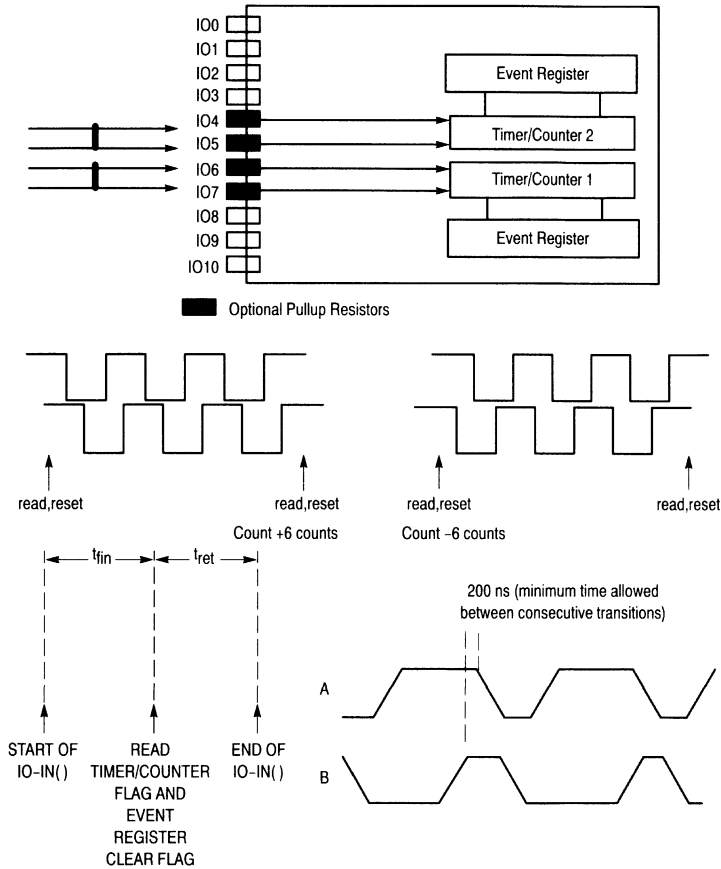 IO0
IO1
IO2
IO3
IO4
IO5
IO6
IO7
IO8
IO9
IO10
Event Register
Timer/Counter 2
Timer/Counter 1
Event Register
Optional Pullup Resistors
read,reset
read,reset
Count +6 counts
read,reset
Count –6 counts
read,reset
tfin
tret
START OF
IO–IN( )
READ
TIMER/COUNTER
FLAG AND
EVENT
REGISTER
CLEAR FLAG
END OF
IO–IN( )
200 ns (minimum time allowed
between consecutive transitions)
A
B